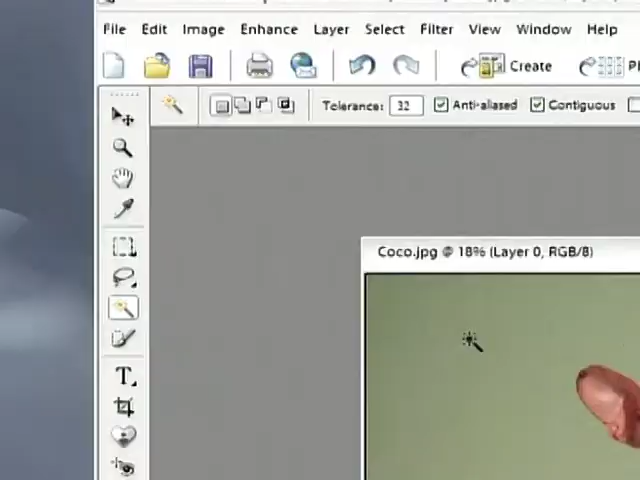 File Edit Image Enhance Layer Select Filter View Window Help
Create
Tolerance: 32 Anti-aliased Contiguous
Coco.jpg @ 18% (Layer 0, RGB/8)
T